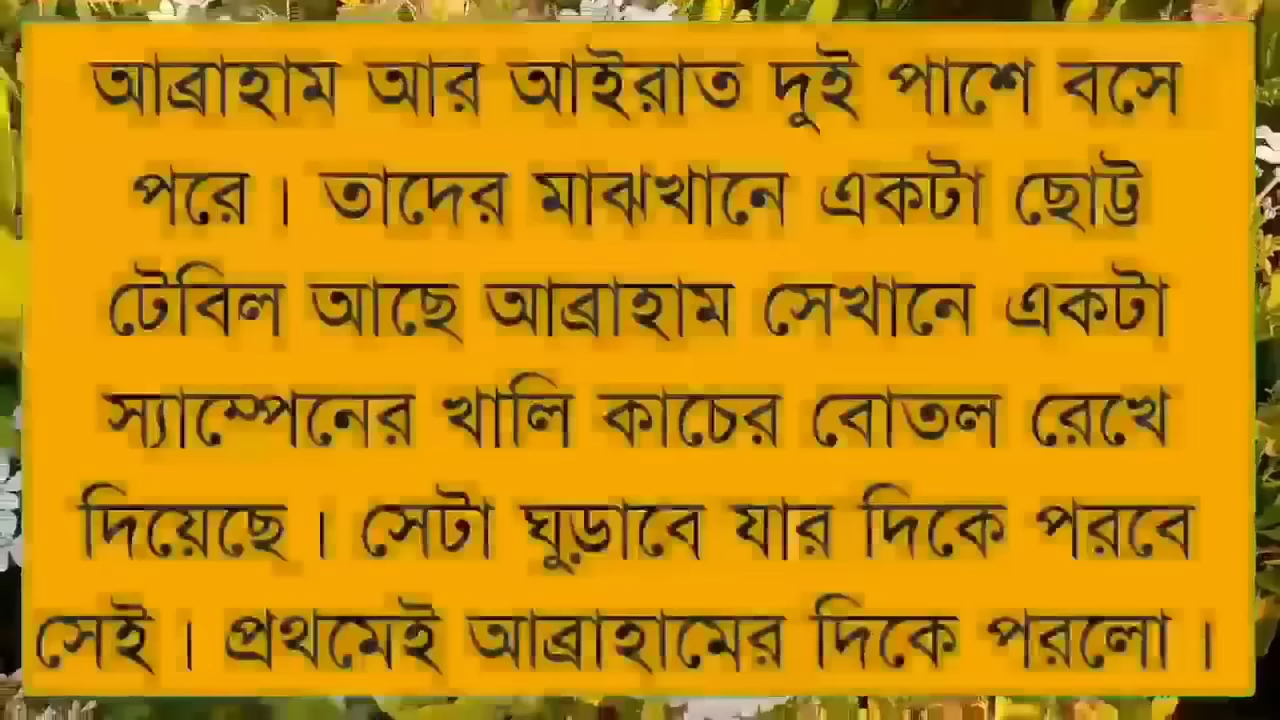 আব্রাহাম আর আইরাত দুই পাশে বসে
পরে । তাদের মাঝখানে একটা ছোট্ট
টেবিল আছে আব্রাহাম সেখানে একটা
স্যাম্পেনের খালি কাচের বোতল রেখে
দিয়েছে । সেটা ঘুড়াবে যার দিকে পরবে
সেই । প্রথমেই আব্রাহামের দিকে পরলো ।